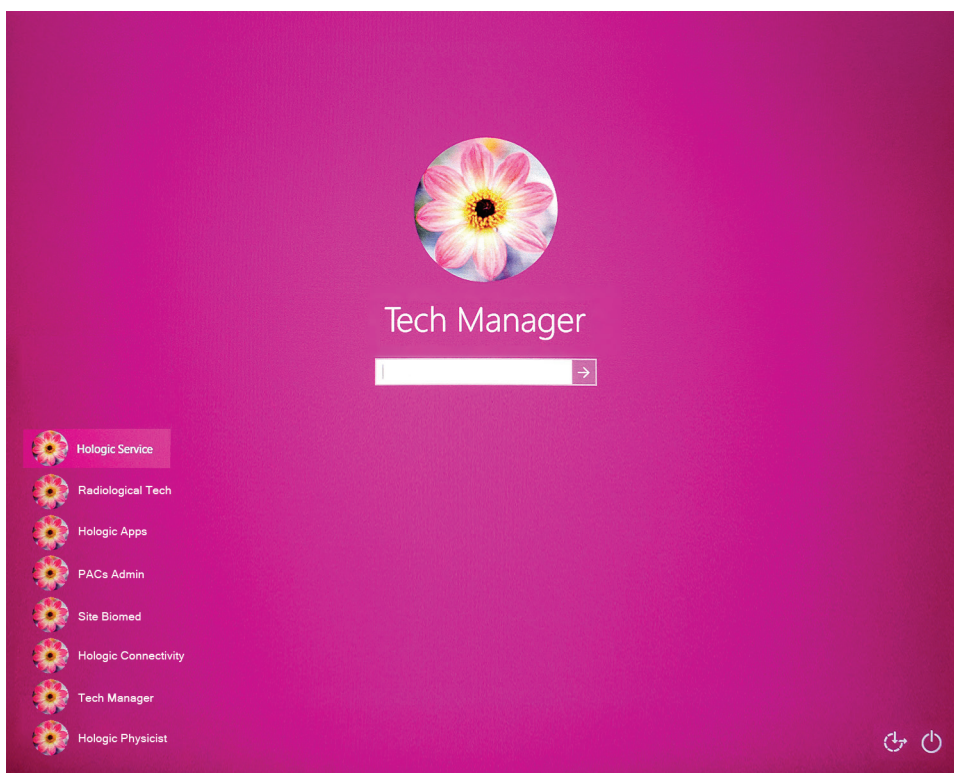 Tech Manager
Hologic Service
Radiological Tech
Hologic Apps
PACs Admin
Site Biomed
Hologic Connectivity
Tech Manager
Hologic Physicist